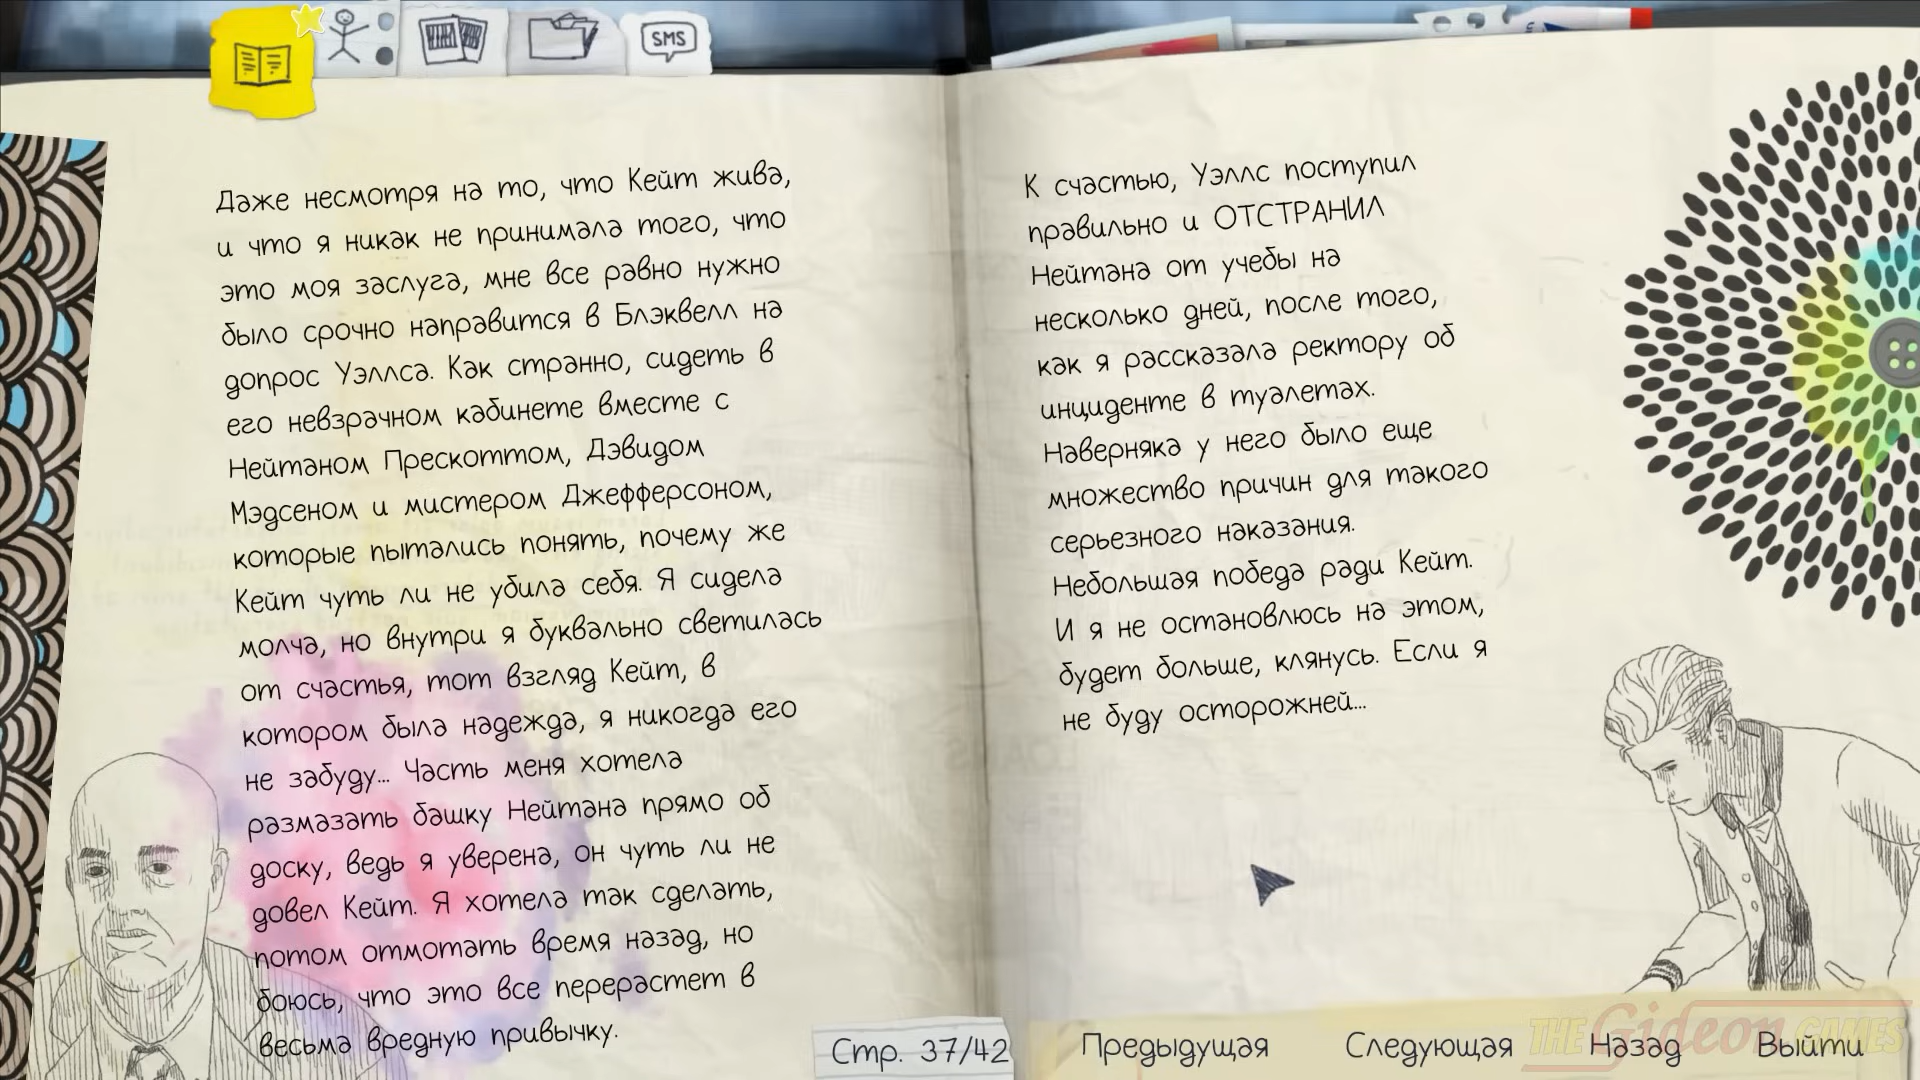 SMS
Даже несмотря на то, что Кейт жива,
и что я никак не принимала того, что
это моя заслуга, мне все равно нужно
было срочно направится в Блэквелл на
допрос Уэллса. Как странно, сидеть в
его невзрачном кабинете вместе с
Нейтаном Прескоттом, Дэвидом
Мэдсеном и мистером Джефферсоном,
которые пытались понять, почему же
Кейт чуть ли не убила себя. Я сидела
молча, но внутри я буквально светилась
от счастья, тот взгляд Кейт, в
котором была надежда, я никогда его
не забуду... Часть меня хотела
размазать башку Нейтана прямо об
доску, ведь я уверена, он чуть ли не
довел Кейт. Я хотела так сделать,
потом отмотать время назад, но
боюсь, что это все перерастет в
весьма вредную привычку.
К счастью, Уэллс поступил
правильно и ОТСТРАНИЛ
Нейтана от учебы на
несколько дней, после того,
как я рассказала ректору об
инциденте в туалетах.
Наверняка у него было еще
множество причин для такого
серьезного наказания.
Небольшая победа ради Кейт.
И я не остановлюсь на этом,
будет больше, клянусь. Если я
не буду осторожней...
Стр. 37/42
Предыдущая
Следующая
Назад
Выйти
THE Gideon GAMES